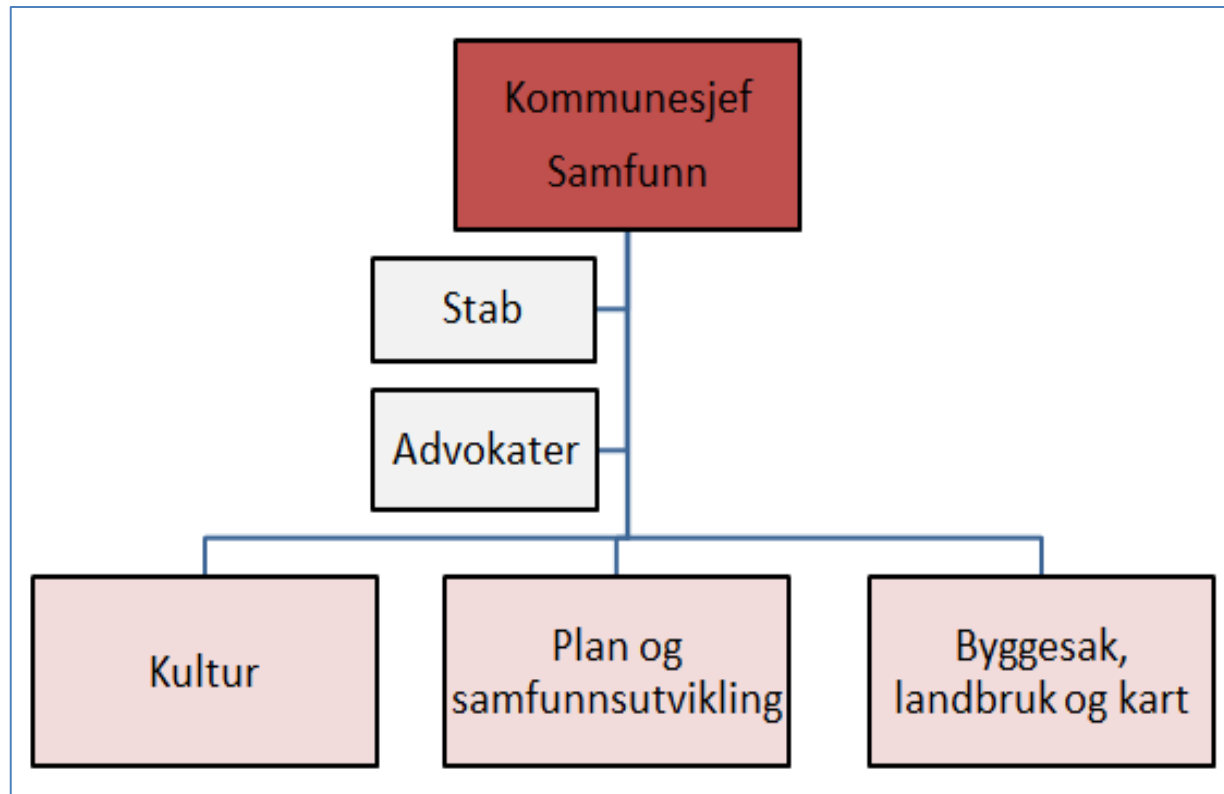 Kommunesjef
Samfunn
Stab
Advokater
Kultur
Plan og
samfunnsutvikling
Byggesak,
landbruk og kart